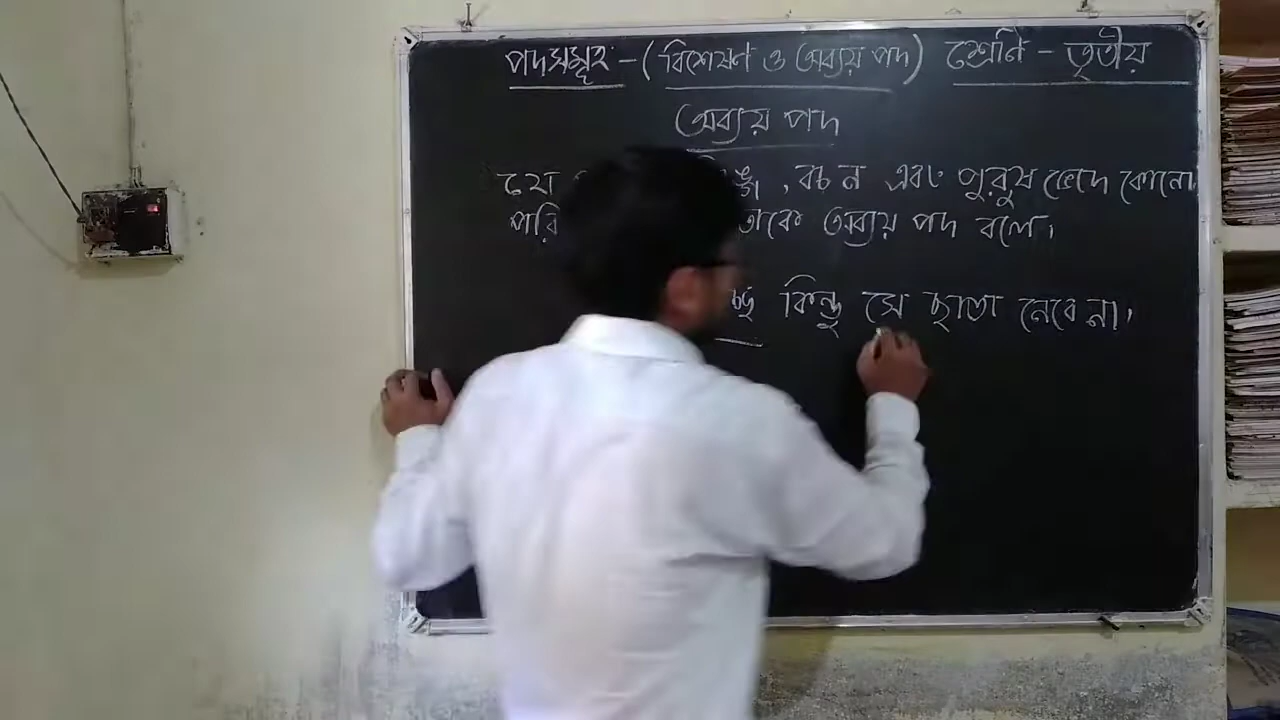 পদসমূহ - ( বিশেষণ ও অব্যয় পদ ) শ্রেণি - তৃতীয়
অব্যয় পদ
যে , বচন এবং পুরুষ ভেদে কোনো
তাকে অব্যয় পদ বলে।
কিন্তু সে ছাতা নেবে না।